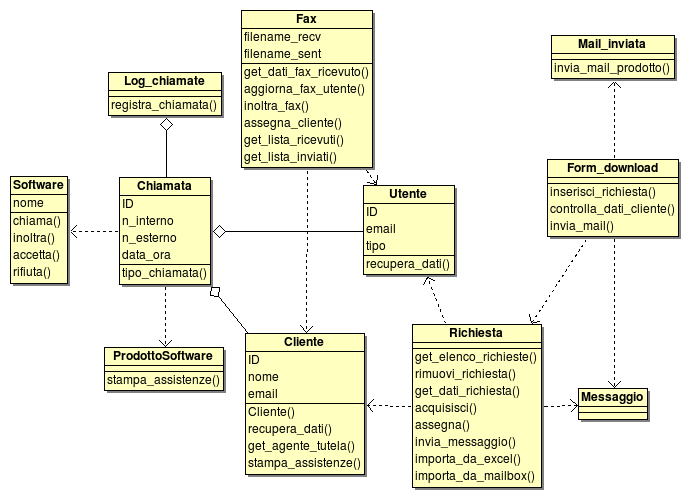 Fax
filename_recv
filename_sent
get_dati_fax_ricevuto()
aggiorna_fax_utente()
inoltra_fax()
assegna_cliente()
get_lista_ricevuti()
get_lista_inviati()
Mail_inviata
invia_mail_prodotto()
Log_chiamate
registra_chiamata()
Form_download
inserisci_richiesta()
controlla_dati_cliente()
invia_mail()
Software
nome
chiama()
inoltra()
accetta()
rifiuta()
Chiamata
ID
n_interno
n_esterno
data_ora
tipo_chiamata()
Utente
ID
email
tipo
recupera_dati()
ProdottoSoftware
stampa_assistenze()
Cliente
ID
nome
email
Cliente()
recupera_dati()
get_agente_tutela()
stampa_assistenze()
Richiesta
get_elenco_richieste()
rimuovi_richiesta()
get_dati_richiesta()
acquisisci()
assegna()
invia_messaggio()
importa_da_excel()
importa_da_mailbox()
Messaggio